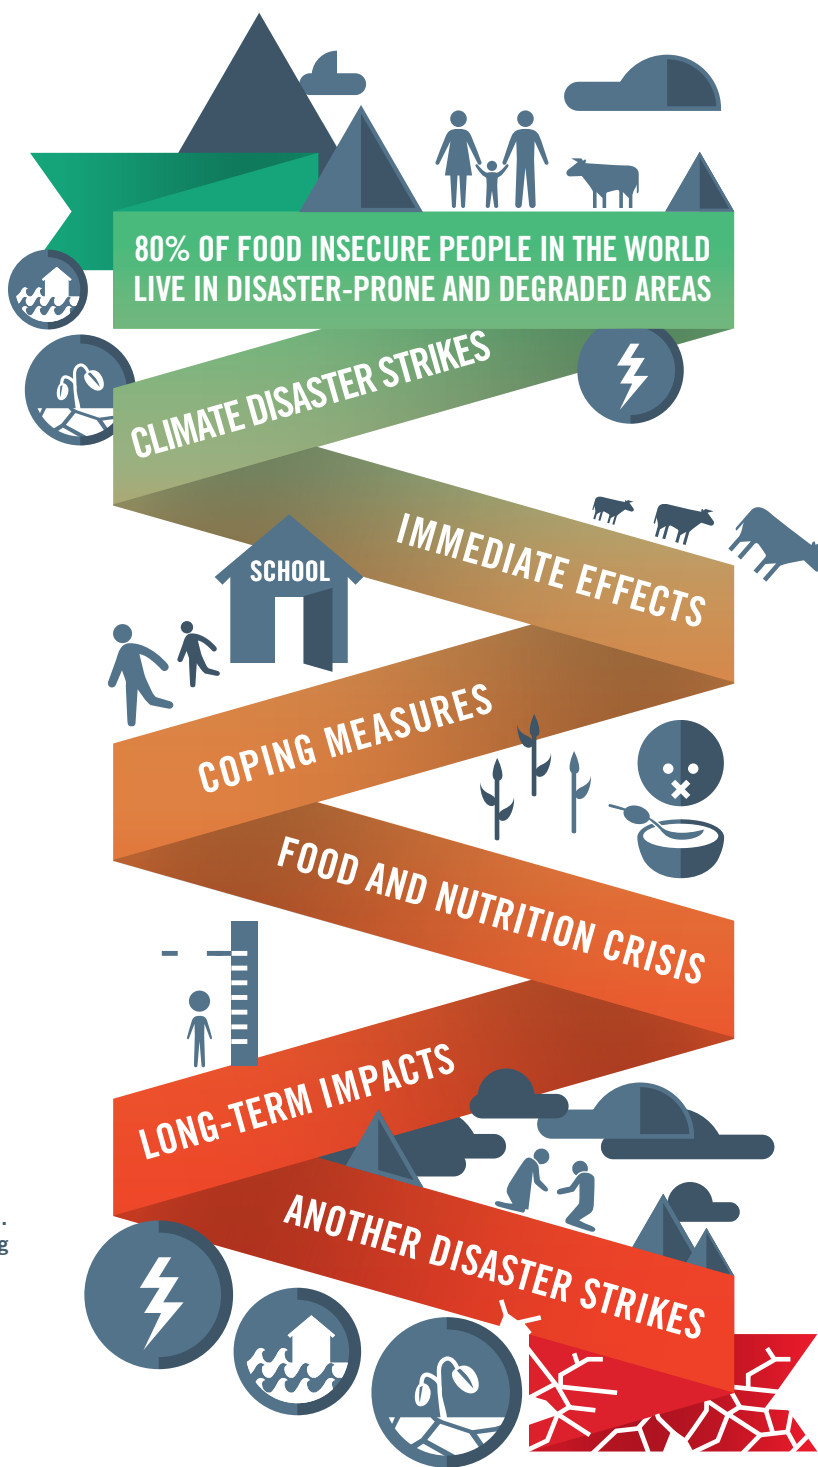 80% OF FOOD INSECURE PEOPLE IN THE WORLD
LIVE IN DISASTER-PRONE AND DEGRADED AREAS
CLIMATE DISASTER STRIKES
IMMEDIATE EFFECTS
SCHOOL
COPING MEASURES
FOOD AND NUTRITION CRISIS
LONG-TERM IMPACTS
ANOTHER DISASTER STRIKES
.
g